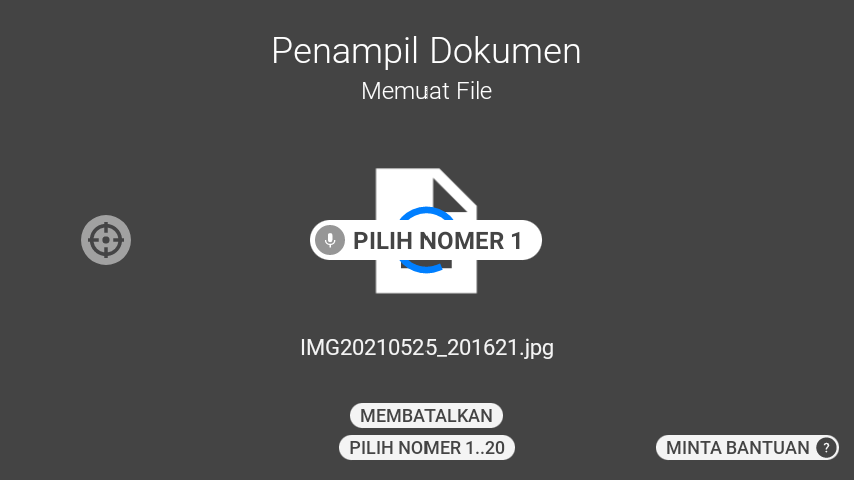 Penampil Dokumen
Memuat File
PILIH NOMER 1
IMG20210525_201621.jpg
MEMBATALKAN
PILIH NOMER 1..20
MINTA BANTUAN ?